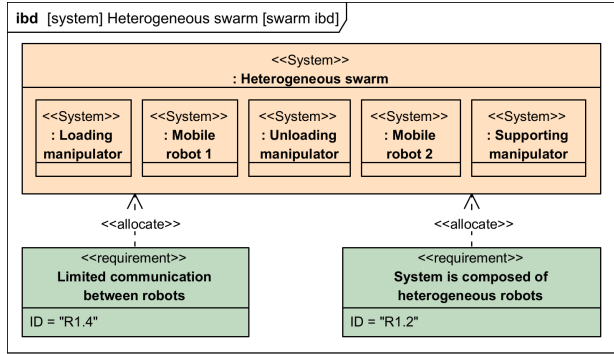 ibd [system] Heterogeneous swarm [swarm ibd]
<<System>>
: Heterogeneous swarm
<<System>>
: Loading
manipulator
<<System>>
: Mobile
robot 1
<<System>>
: Unloading
manipulator
<<System>>
: Mobile
robot 2
<<System>>
: Supporting
manipulator
<<allocate>>
<<allocate>>
<<requirement>>
Limited communication
between robots
ID = "R1.4"
<<requirement>>
System is composed of
heterogeneous robots
ID = "R1.2"